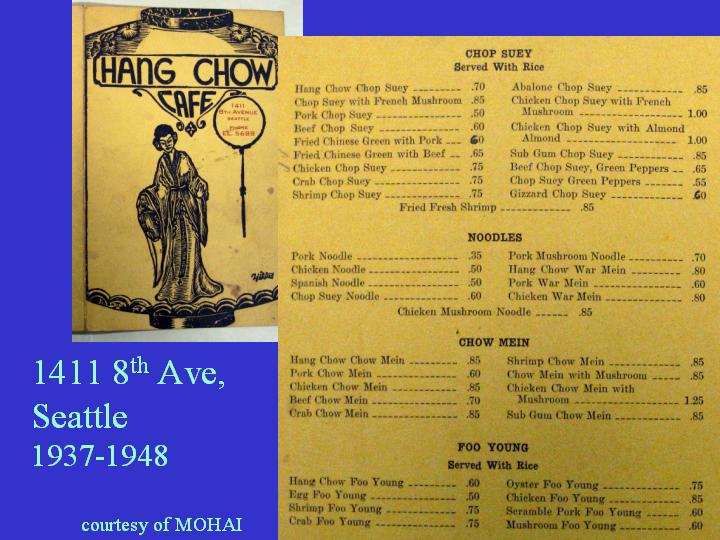 HANG CHOW
CAFE
1411
8TH AVENUE
SEATTLE
PHONE
EL. 5688
1411 8th Ave,
Seattle
1937-1948
courtesy of MOHAI
CHOP SUEY
Served With Rice
Hang Chow Chop Suey .70
Chop Suey with French Mushroom .85
Pork Chop Suey .50
Beef Chop Suey .60
Fried Chinese Green with Pork 60
Fried Chinese Green with Beef .65
Chicken Chop Suey .75
Crab Chop Suey .75
Shrimp Chop Suey .75
Abalone Chop Suey .85
Chicken Chop Suey with French
Mushroom 1.00
Chicken Chop Suey with Almond
Almond 1.00
Sub Gum Chop Suey .85
Beef Chop Suey, Green Peppers .65
Chop Suey Green Peppers .55
Gizzard Chop Suey 60
Fried Fresh Shrimp .85
NOODLES
Pork Noodle .35
Chicken Noodle .50
Spanish Noodle .50
Chop Suey Noodle .60
Pork Mushroom Noodle .70
Hang Chow War Mein .80
Pork War Mein .60
Chicken War Mein .80
Chicken Mushroom Noodle .85
CHOW MEIN
Hang Chow Chow Mein .85
Pork Chow Mein .60
Chicken Chow Mein .85
Beef Chow Mein .70
Crab Chow Mein .85
Shrimp Chow Mein .85
Chow Mein with Mushroom .85
Chicken Chow Mein with
Mushroom 1.25
Sub Gum Chow Mein .85
FOO YOUNG
Served With Rice
Hang Chow Foo Young .60
Egg Foo Young .50
Shrimp Foo Young .75
Crab Foo Young .75
Oyster Foo Young .75
Chicken Foo Young .85
Scramble Pork Foo Young .60
Mushroom Foo Young .60